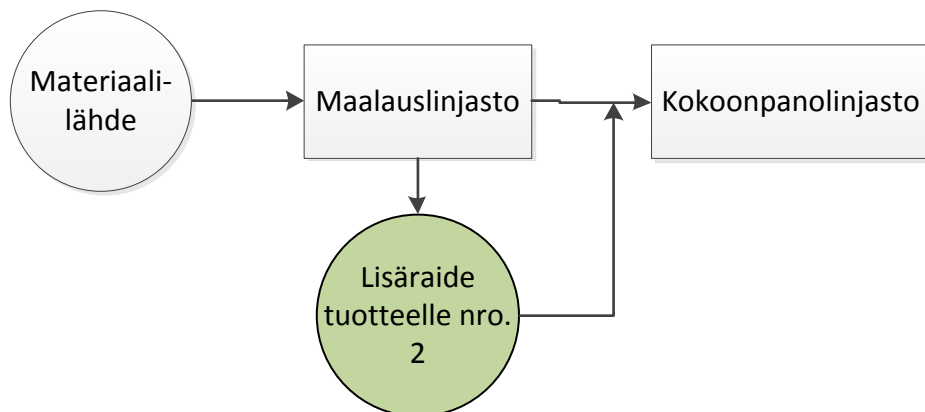 Materiaali-
lähde
Maalauslinjasto
Kokoonpanolinjasto
Lisäraide
tuotteelle nro.
2